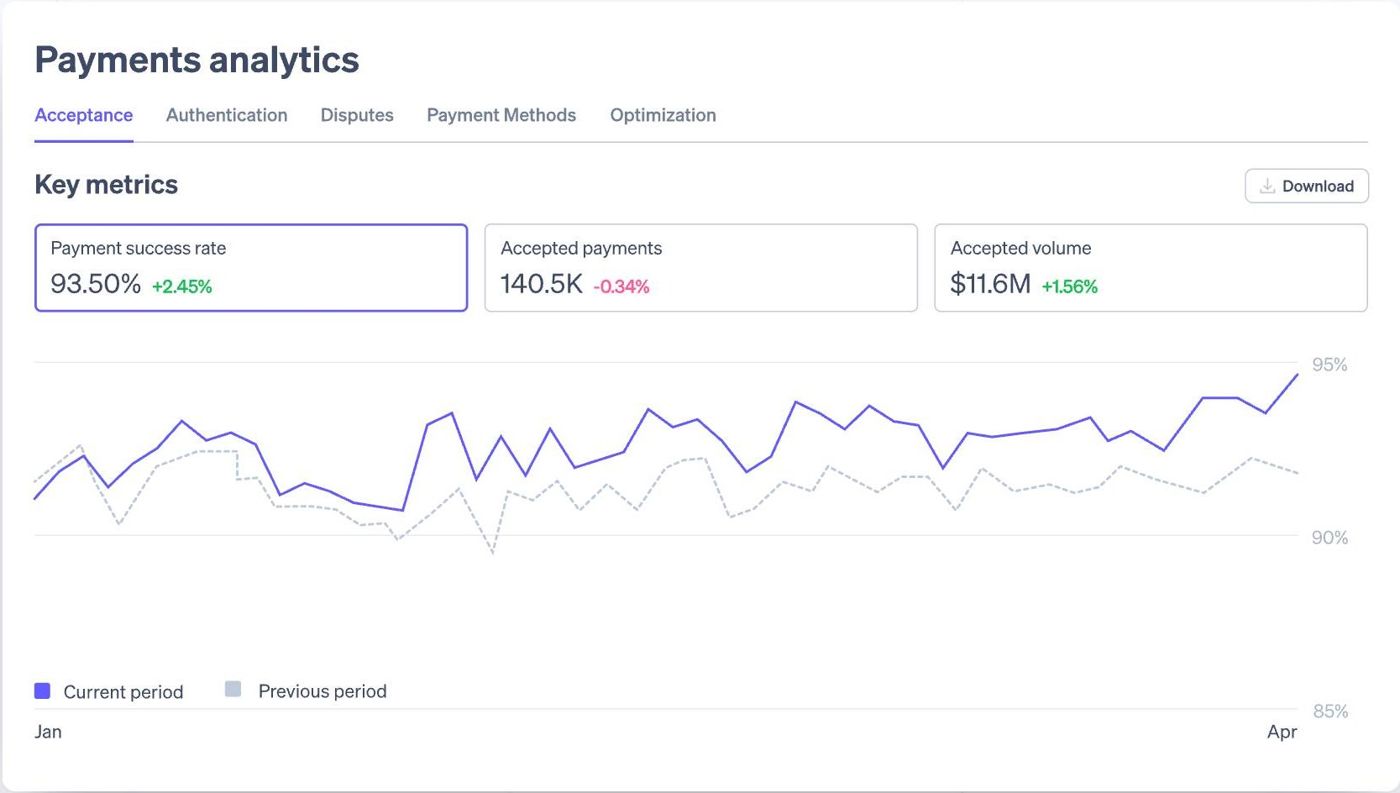 Payments analytics
Acceptance Authentication Disputes Payment Methods Optimization
Key metrics
Download
Payment success rate
93.50% +2.45%
Accepted payments
140.5K -0.34%
Accepted volume
$11.6M +1.56%
95%
90%
Current period Previous period
85%
Jan Apr